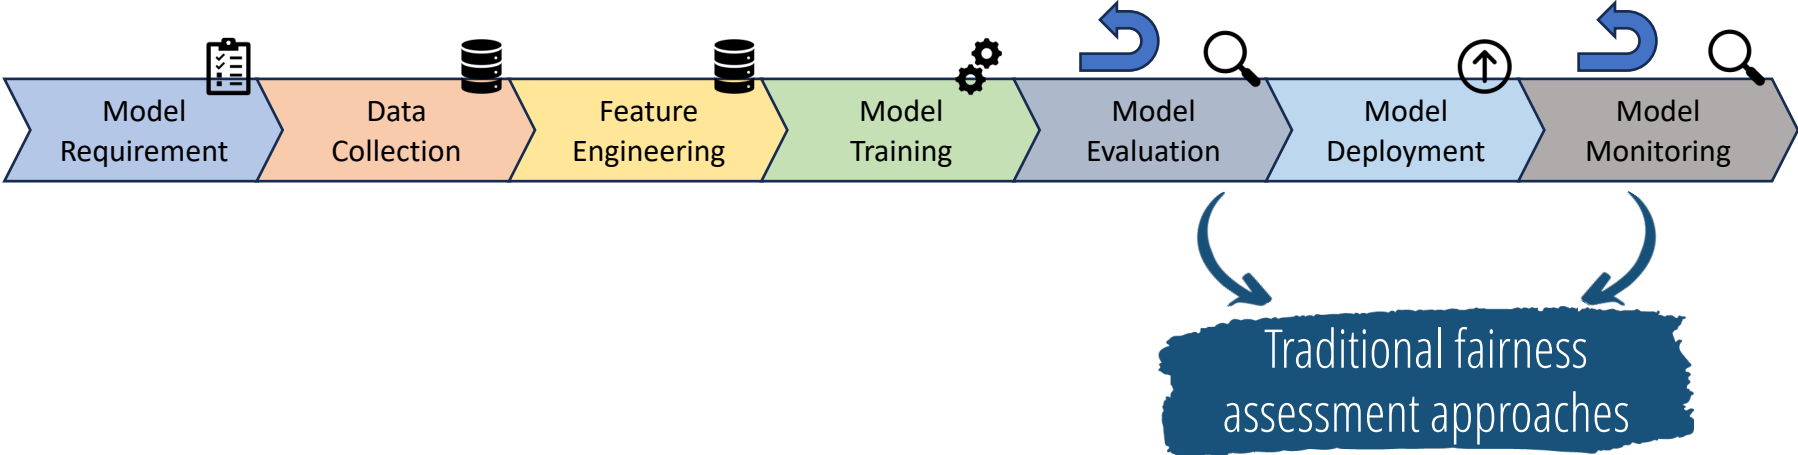 Model
Requirement
Data
Collection
Feature
Engineering
Model
Training
Model
Evaluation
Model
Deployment
Model
Monitoring
Traditional fairness
assessment approaches